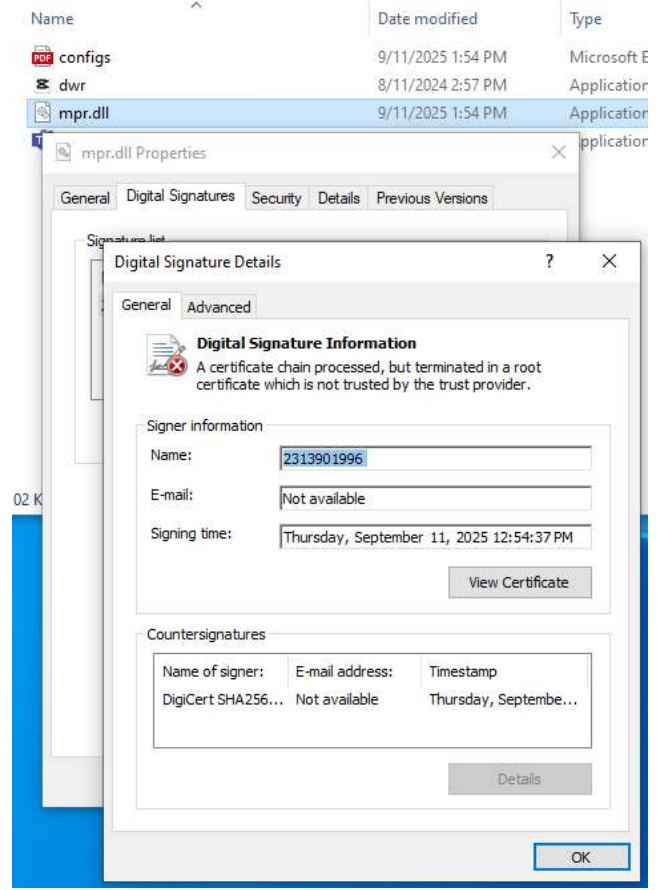 Name Date modified Type
configs 9/11/2025 1:54 PM Microsoft E
dwr 8/11/2024 2:57 PM Application
mpr.dll 9/11/2025 1:54 PM Application
pplication
mpr.dll Properties
General Digital Signatures Security Details Previous Versions
Signature list
Digital Signature Details ?
General Advanced
Digital Signature Information
A certificate chain processed, but terminated in a root
certificate which is not trusted by the trust provider.
Signer information
Name: 2313901996
E-mail: Not available
02 K
Signing time: Thursday, September 11, 2025 12:54:37 PM
View Certificate
Countersignatures
Name of signer: E-mail address: Timestamp
DigiCert SHA256... Not available Thursday, Septembe...
Details
OK